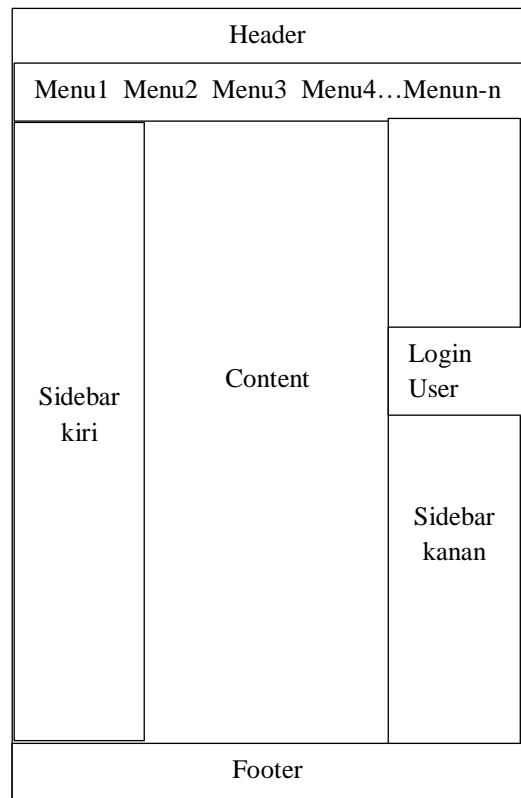 Header
Menu1 Menu2 Menu3 Menu4…Menun-n
Sidebar
kiri
Content
Login
User
Sidebar
kanan
Footer